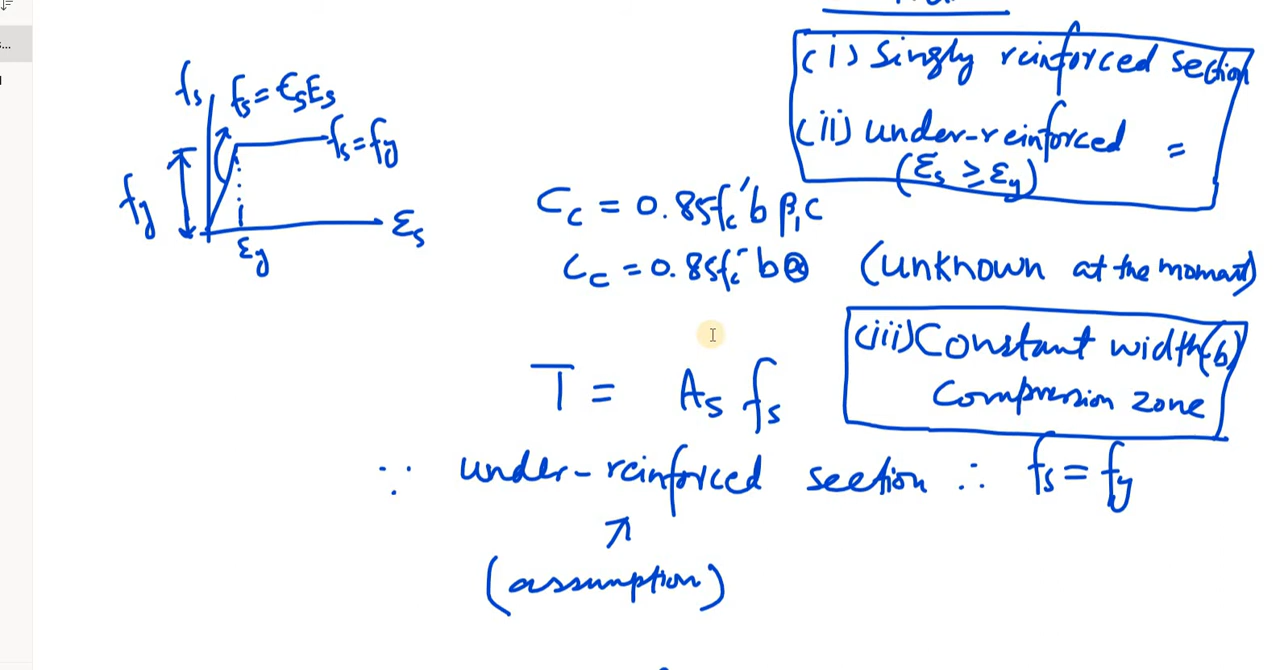 (i) Singly reinforced section
(ii) under-reinforced =
(εs ≥ εy)
fs
fs = εsEs
fs = fy
fy
εs
εy
Cc = 0.85fc'b β1c
Cc = 0.85fc'b a (unknown at the moment)
(iii) Constant width (b)
Compression zone
T = As fs
∵ under-reinforced section ∴ fs = fy
(assumption)